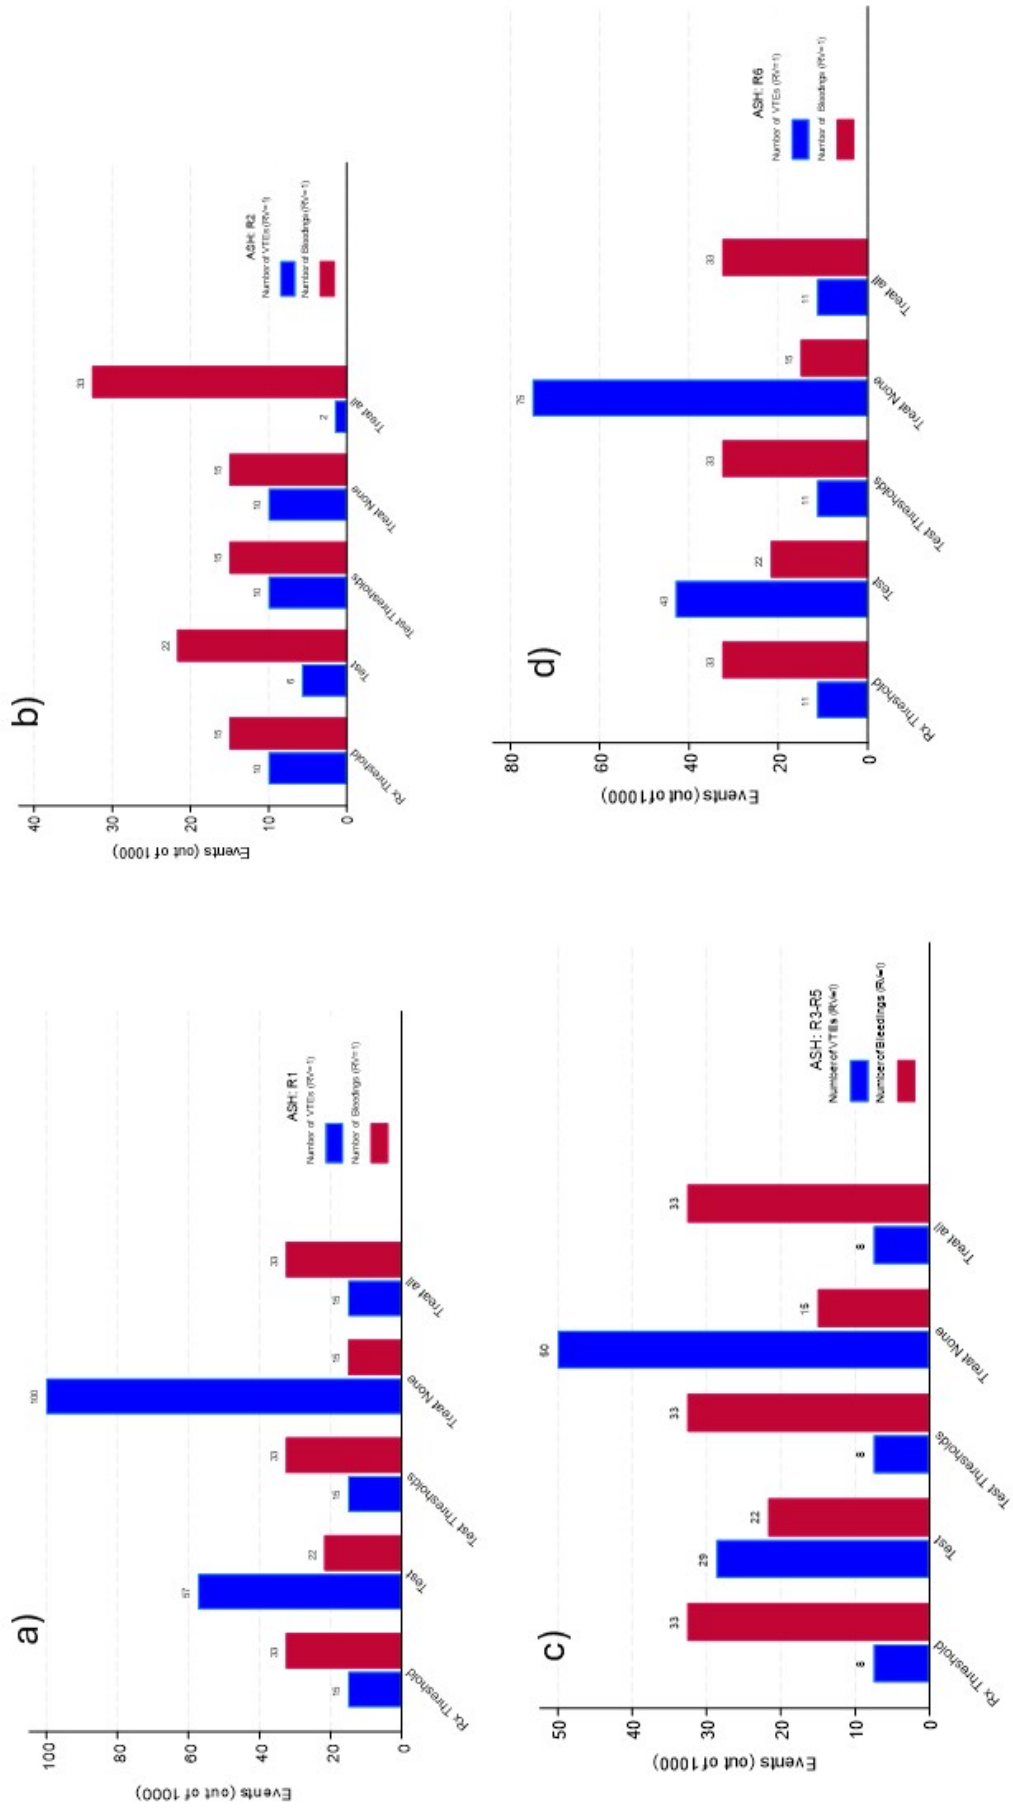 a)
Events (out of 1000)
100
80
60
40
20
0
15
33
57
22
15
33
100
15
15
33
Rx Threshold
Test
Test Thresholds
Treat None
Treat all
ASH: R1
Number of VTEs (RV=1)
Number of Bleedings (RV=1)
b)
Events (out of 1000)
40
30
20
10
0
10
15
6
22
10
15
10
15
2
33
Rx Threshold
Test
Test Thresholds
Treat None
Treat all
ASH: R2
Number of VTEs (RV=1)
Number of Bleedings (RV=1)
c)
Events (out of 1000)
50
40
30
20
10
0
8
33
29
22
8
33
50
15
8
33
Rx Threshold
Test
Test Thresholds
Treat None
Treat all
ASH: R3-R5
Number of VTEs (RV=1)
Number of Bleedings (RV=1)
d)
Events (out of 1000)
80
60
40
20
0
11
33
43
22
11
33
75
15
11
33
Rx Threshold
Test
Test Thresholds
Treat None
Treat all
ASH: R6
Number of VTEs (RV=1)
Number of Bleedings (RV=1)